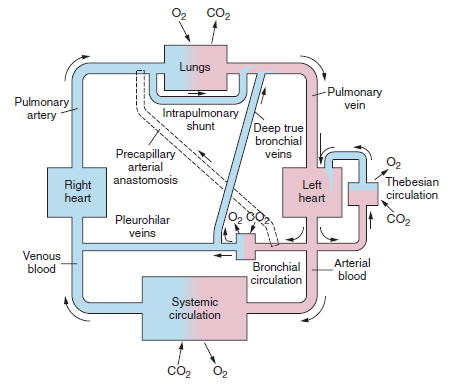 O2 CO2
Lungs
Pulmonary
artery
Pulmonary
vein
Intrapulmonary
shunt
Deep true
bronchial
veins
Precapillary
arterial
anastomosis
Right
heart
Left
heart
O2
Thebesian
circulation
CO2
Pleurohilar
veins
O2 CO2
Venous
blood
Bronchial
circulation
Arterial
blood
Systemic
circulation
CO2 O2